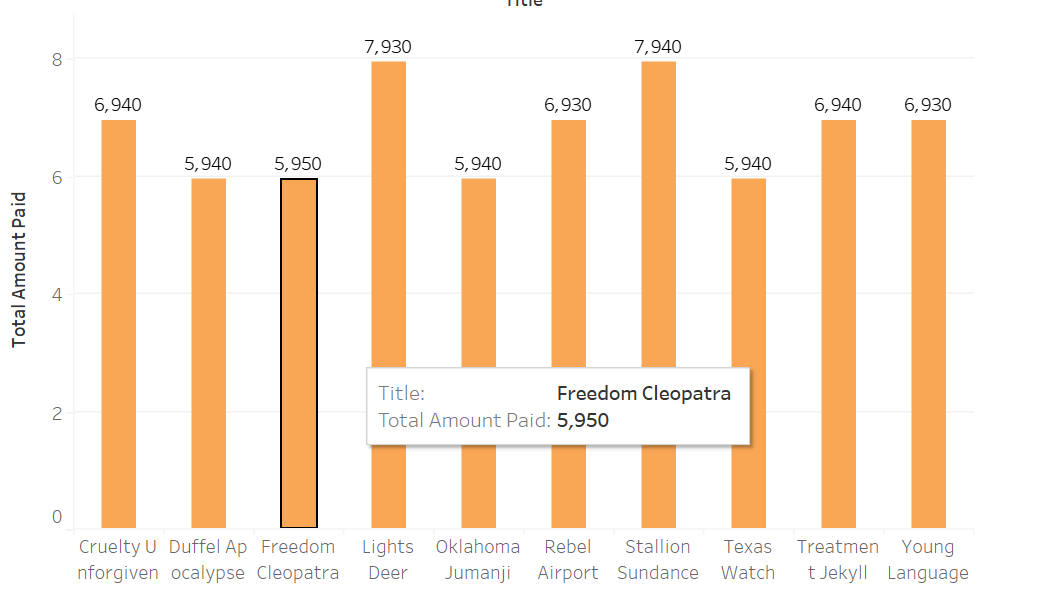 Title
7,930
7,940
8
6,940
6,930
6,940
6,930
5,940
5,950
5,940
5,940
6
Total Amount Paid
4
Title: Freedom Cleopatra
Total Amount Paid: 5,950
2
0
Cruelty U Duffel Ap Freedom Lights Oklahoma Rebel Stallion Texas Treatmen Young
nforgiven ocalypse Cleopatra Deer Jumanji Airport Sundance Watch t Jekyll Language